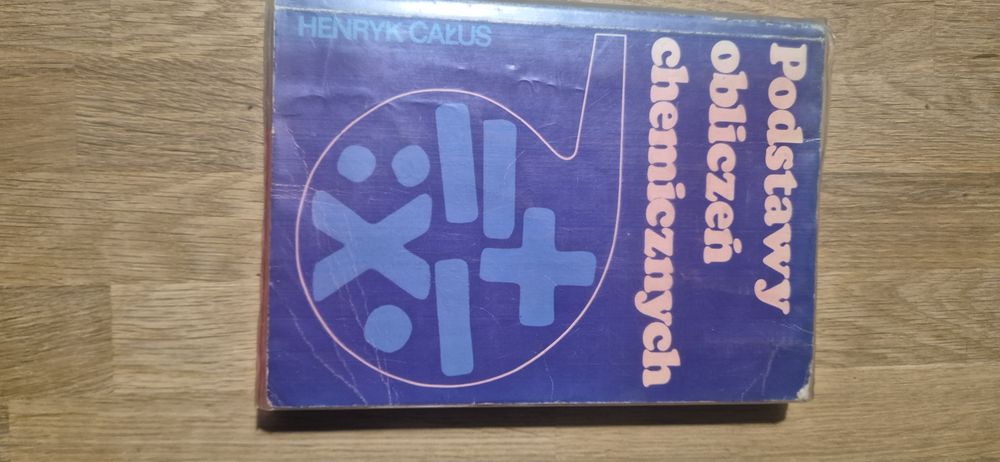 HENRYK CAŁUS
Podstawy
obliczeń
chemicznych